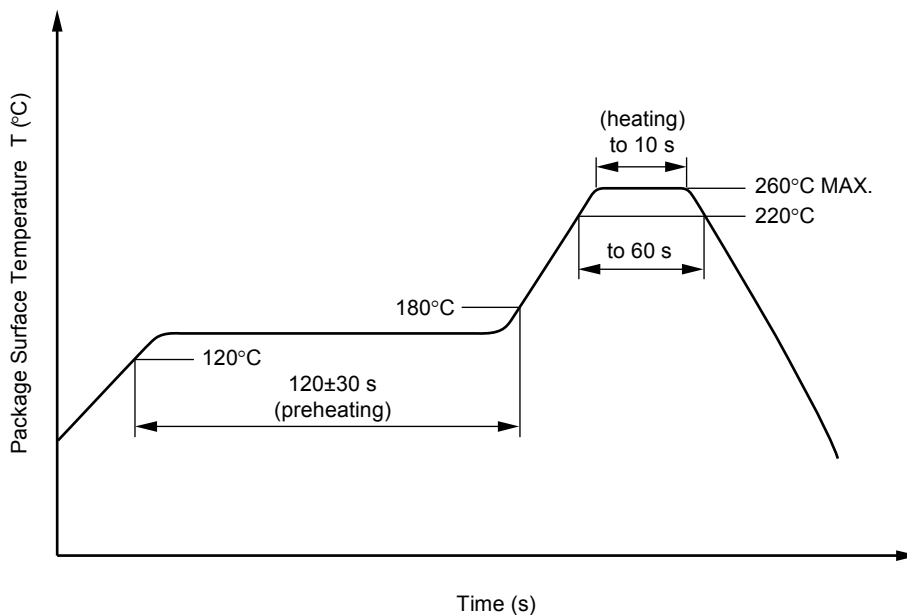 Package Surface Temperature T (°C)
(heating)
to 10 s
260°C MAX.
220°C
to 60 s
180°C
120°C
120±30 s
(preheating)
Time (s)